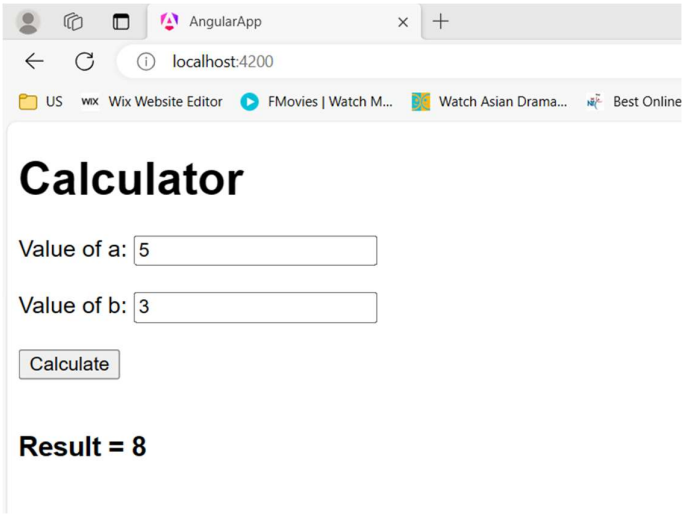 AngularApp
localhost:4200
US WIX Wix Website Editor FMovies | Watch M... Watch Asian Drama... Best Online
Calculator
Value of a: 5
Value of b: 3
Calculate
Result = 8